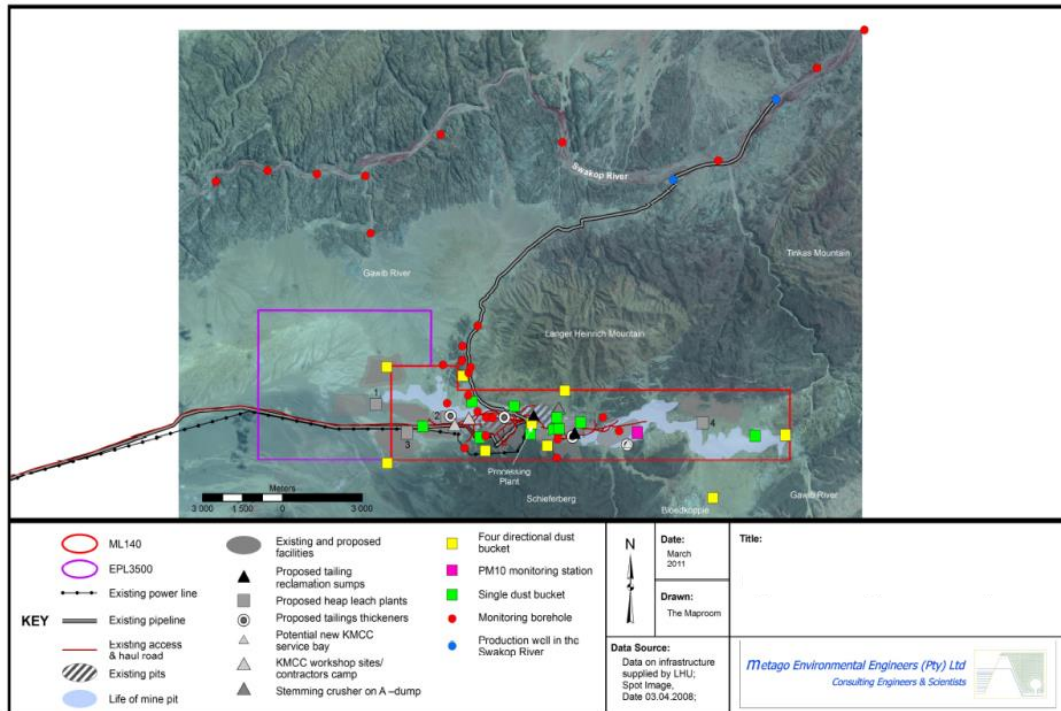 Swakop River
Tinkas Mountain
Gawib River
Langer Heinrich Mountain
1
2
3
4
Processing
Plant
Schieferberg
Gawib River
Bloedkoppie
Meters
3 000 1 500 0 3 000
KEY
ML140
EPL3500
Existing power line
Existing pipeline
Existing access
& haul road
Existing pits
Life of mine pit
Existing and proposed
facilities
Proposed tailing
reclamation sumps
Proposed heap leach plants
Proposed tailings thickeners
Potential new KMCC
service bay
KMCC workshop sites/
contractors camp
Stemming crusher on A –dump
Four directional dust
bucket
PM10 monitoring station
Single dust bucket
Monitoring borehole
Production well in the
Swakop River
N
Date:
March
2011
Drawn:
The Maproom
Data Source:
Data on infrastructure
supplied by LHU;
Spot Image,
Date 03.04.2008;
Title:
Metago Environmental Engineers (Pty) Ltd
Consulting Engineers & Scientists